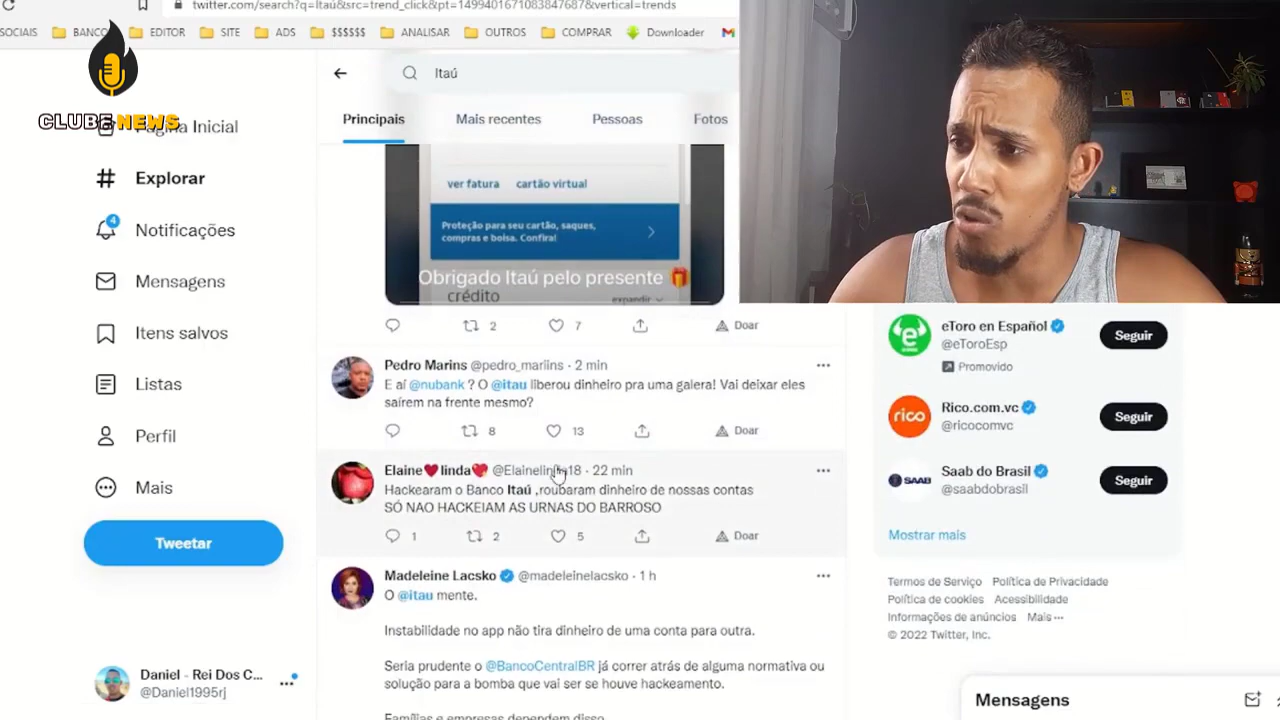 twitter.com/search?q=Itaú&src=trend_click&pt=1499401671083847687&vertical=trends
SOCIAIS
BANCO
EDITOR
SITE
ADS
$$$$$$
ANALISAR
OUTROS
COMPRAR
Downloader
CLUBE NEWS
Página Inicial
Explorar
4
Notificações
Mensagens
Itens salvos
Listas
Perfil
Mais
Tweetar
Daniel - Rei Dos C...
@Daniel1995rj
Itaú
Principais
Mais recentes
Pessoas
Fotos
ver fatura cartão virtual
Proteção para seu cartão, saques,
compras e bolsa. Confira!
Obrigado Itaú pelo presente
crédito
expandir
2
7
Doar
Pedro Marins @pedro_mariins · 2 min
E aí @nubank ? O @itau liberou dinheiro pra uma galera! Vai deixar eles
saírem na frente mesmo?
8
13
Doar
Elaine❤linda💖 18 · 22 min
Hackearam o Banco Itaú ,roubaram dinheiro de nossas contas
SÓ NAO HACKEIAM AS URNAS DO BARROSO
1
2
5
Doar
Madeleine Lacsko @madeleinelacsko · 1 h
O @itau mente.
Instabilidade no app não tira dinheiro de uma conta para outra.
Seria prudente o @BancoCentralBR já correr atrás de alguma normativa ou
solução para a bomba que vai ser se houve hackeamento.
Famílias e empresas dependem disso
eToro en Español
@eToroEsp
Promovido
Seguir
rico
Rico.com.vc
@ricocomvc
Seguir
SAAB
Saab do Brasil
@saabdobrasil
Seguir
Mostrar mais
Termos de Serviço Política de Privacidade
Política de cookies Acessibilidade
Informações de anúncios Mais ···
© 2022 Twitter, Inc.
Mensagens